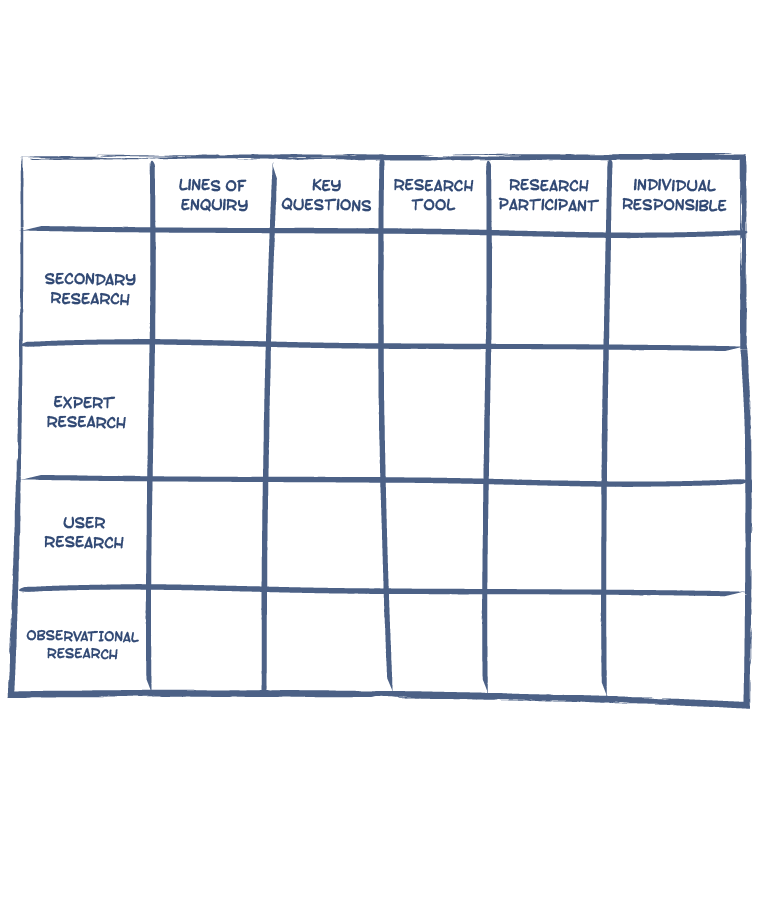 LINES OF
ENQUIRY
KEY
QUESTIONS
RESEARCH
TOOL
RESEARCH
PARTICIPANT
INDIVIDUAL
RESPONSIBLE
SECONDARY
RESEARCH
EXPERT
RESEARCH
USER
RESEARCH
OBSERVATIONAL
RESEARCH